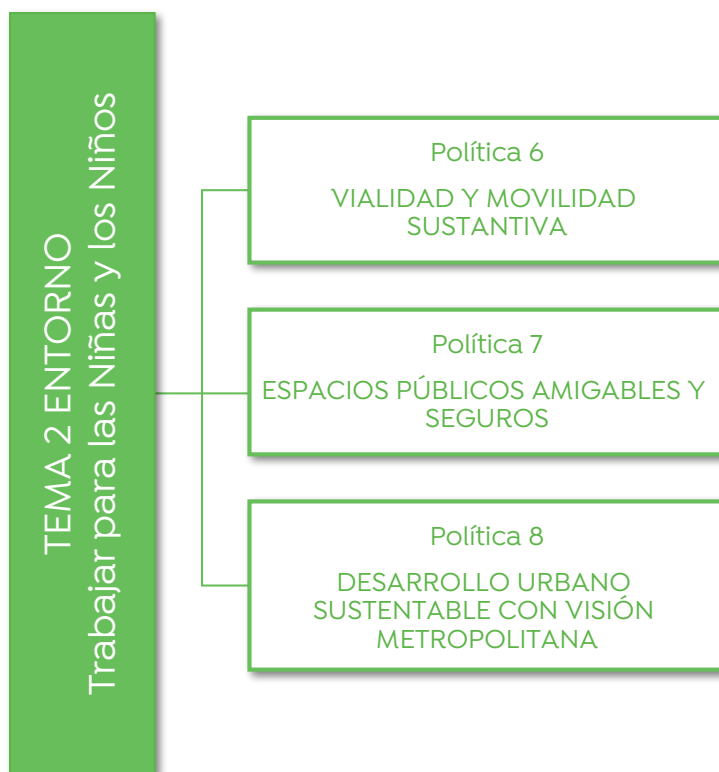 TEMA 2 ENTORNO
Trabajar para las Niñas y los Niños
Política 6
VIALIDAD Y MOVILIDAD
SUSTANTIVA
Política 7
ESPACIOS PÚBLICOS AMIGABLES Y
SEGUROS
Política 8
DESARROLLO URBANO
SUSTENTABLE CON VISIÓN
METROPOLITANA